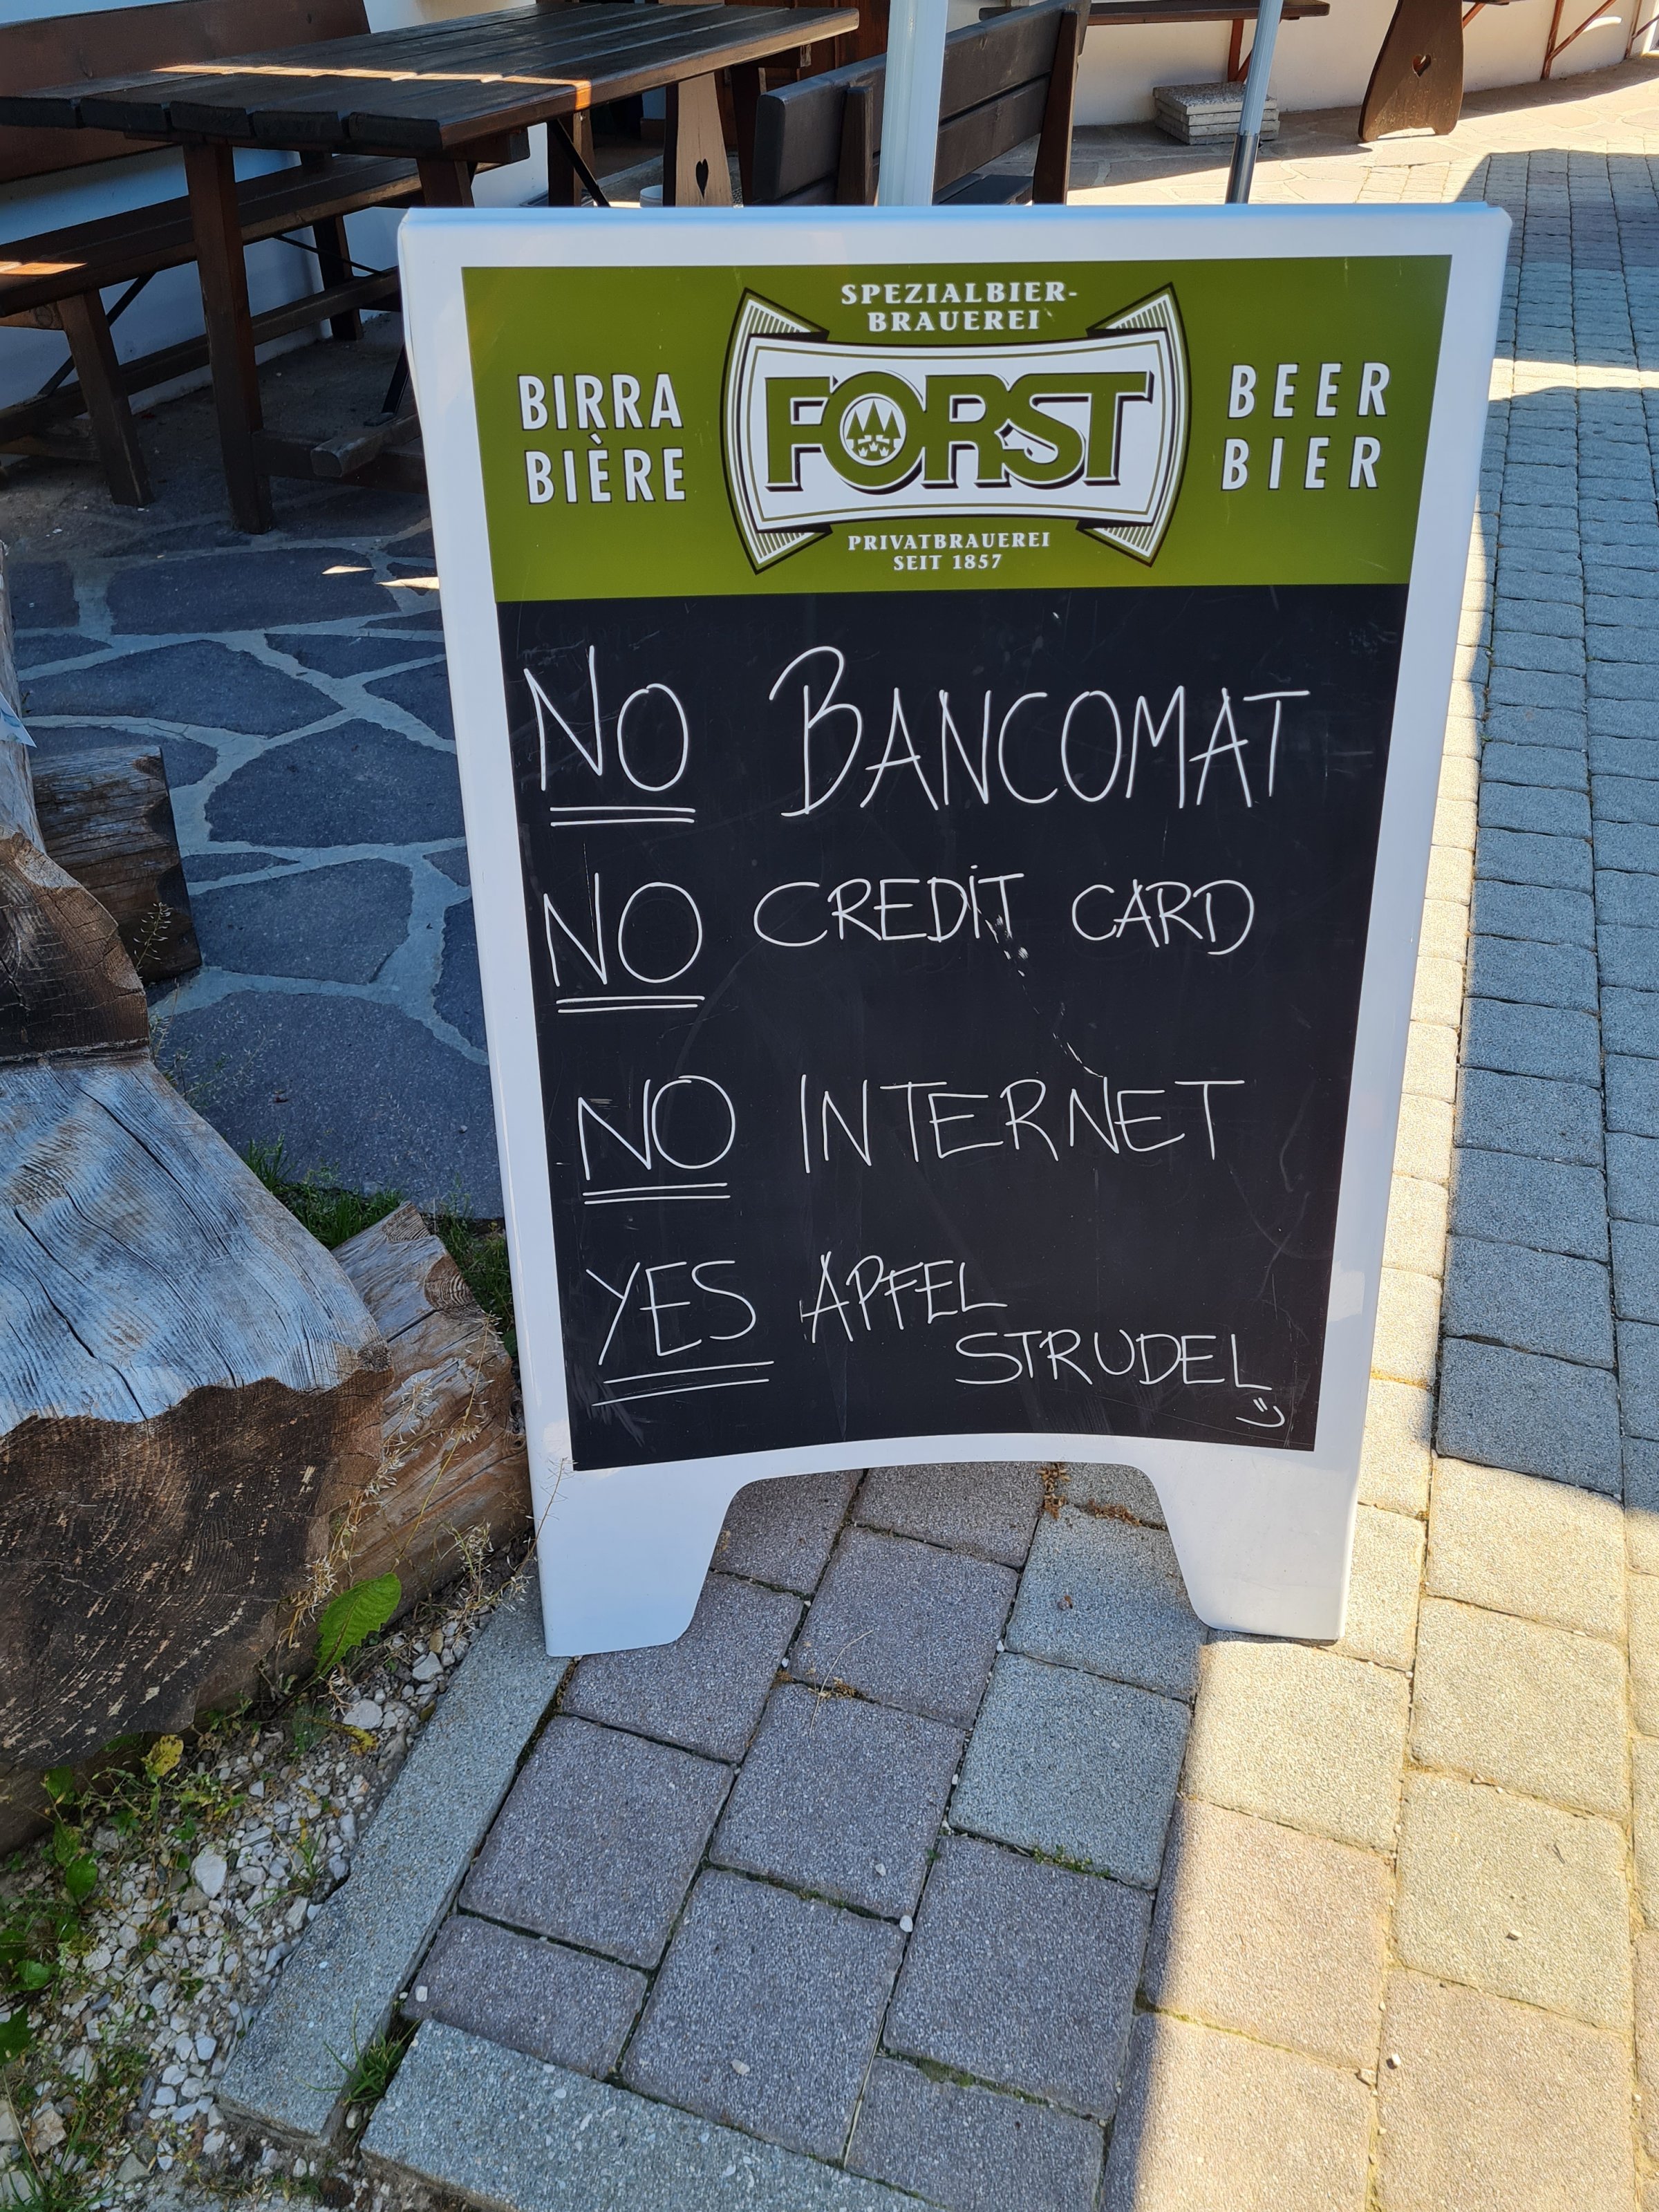 SPEZIALBIER-
BRAUEREI
BIRRA
BIÈRE
FORST
BEER
BIER
PRIVATBRAUEREI
SEIT 1857
NO BANCOMAT
NO CREDIT CARD
NO INTERNET
YES APFEL
STRUDEL